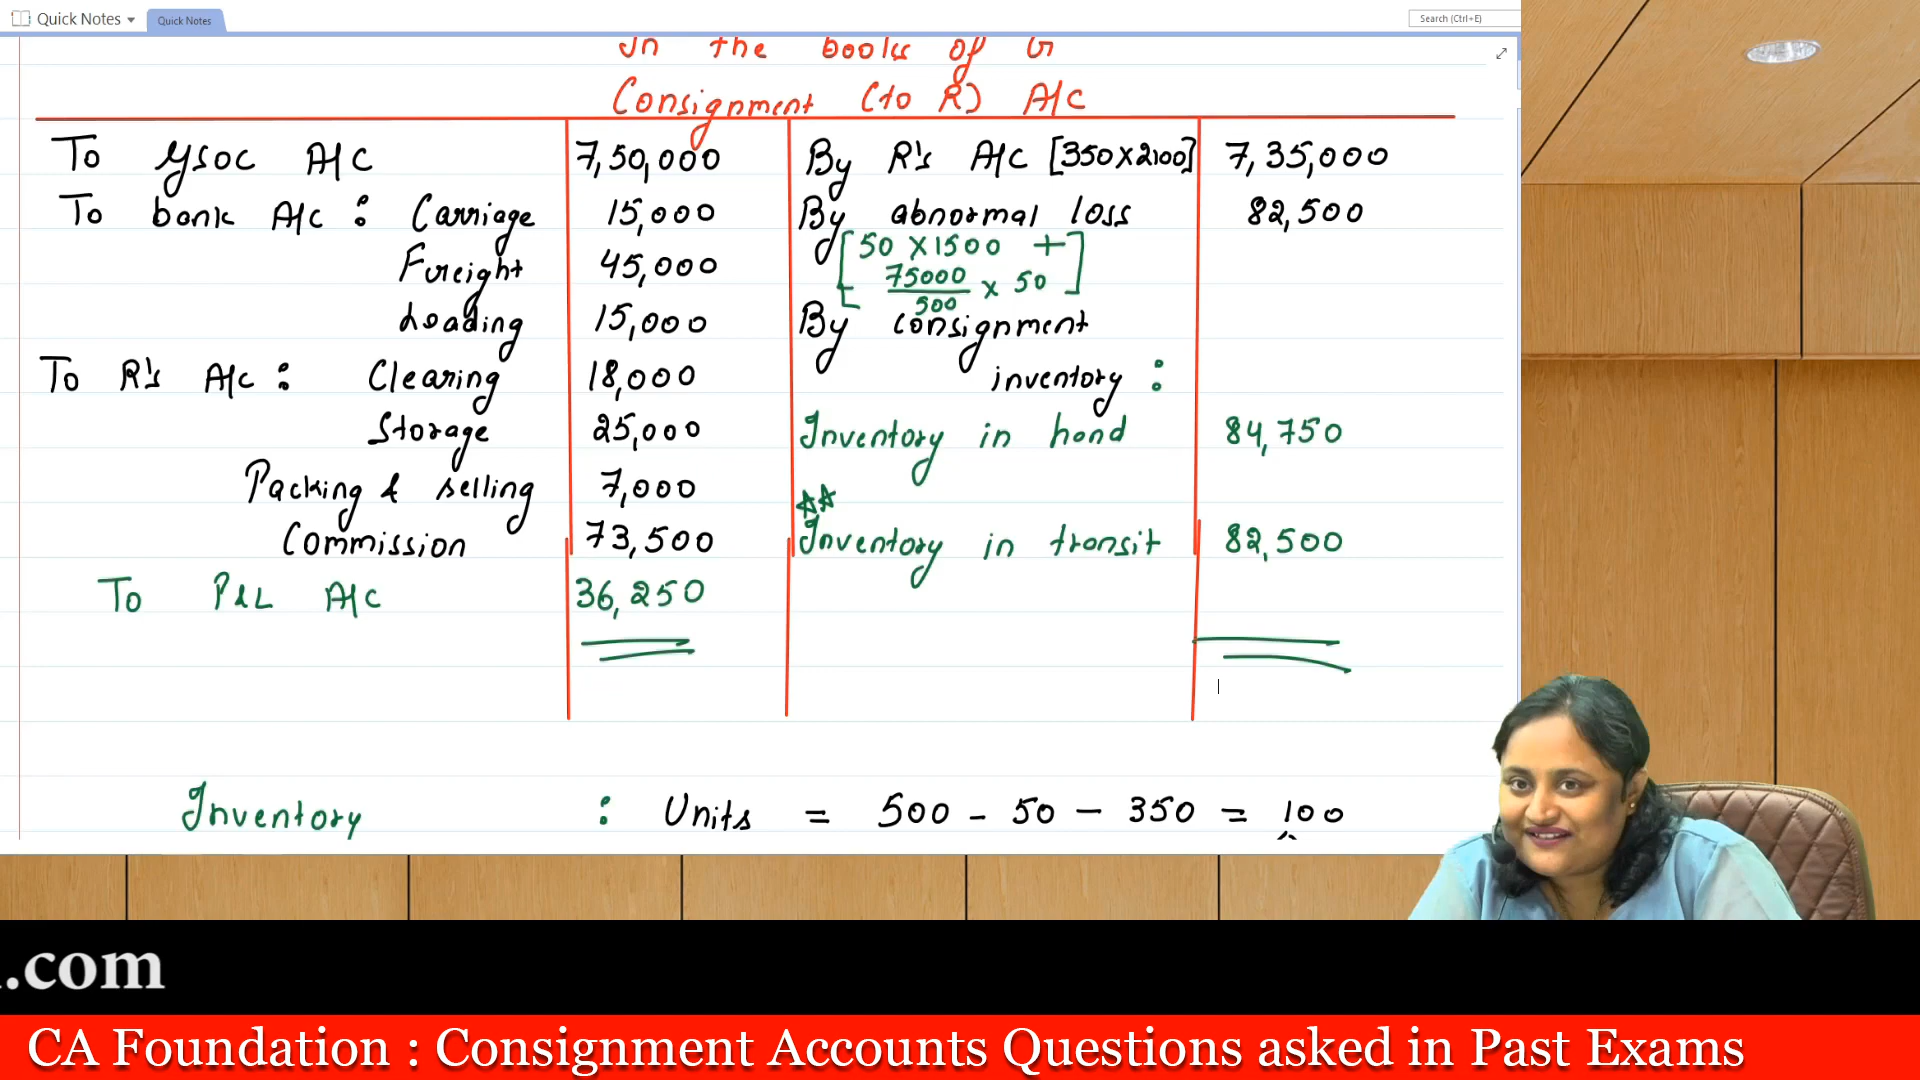 Quick Notes
Quick Notes
Search (Ctrl+E)
In the books of G
Consignment (to R) A/c
To GSOC A/C 7,50,000 By R's A/C [350×2100] 7,35,000
To bank A/C : Carriage 15,000 By abnormal loss 82,500
Freight 45,000 [50 × 1500 +
75000/500 × 50]
Loading 15,000 By consignment
To R's A/c : Clearing 18,000 inventory :
Storage 25,000 Inventory in hand 84,750
Packing & selling 7,000
Commission 73,500 Inventory in transit 82,500
To P&L A/C 36,250
Inventory : Units = 500 - 50 - 350 = 100
.com
CA Foundation : Consignment Accounts Questions asked in Past Exams